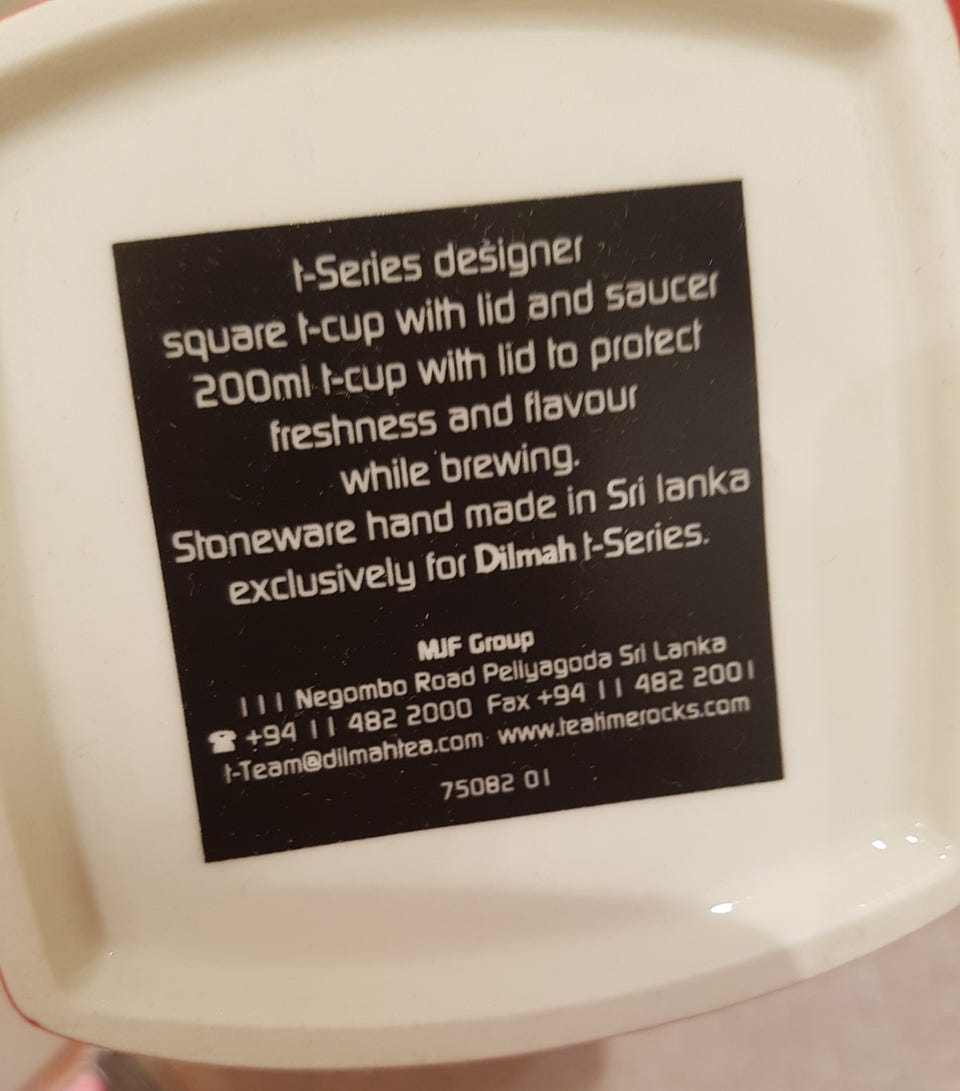 t-Series designer
square t-cup with lid and saucer
200ml t-cup with lid to protect
freshness and flavour
while brewing.
Stoneware hand made in Sri lanka
exclusively for Dilmah t-Series.
MJF Group
111 Negombo Road Peliyagoda Sri Lanka
☎ +94 11 482 2000 Fax +94 11 482 2001
t-Team@dilmahtea.com www.teatimerocks.com
75082 01